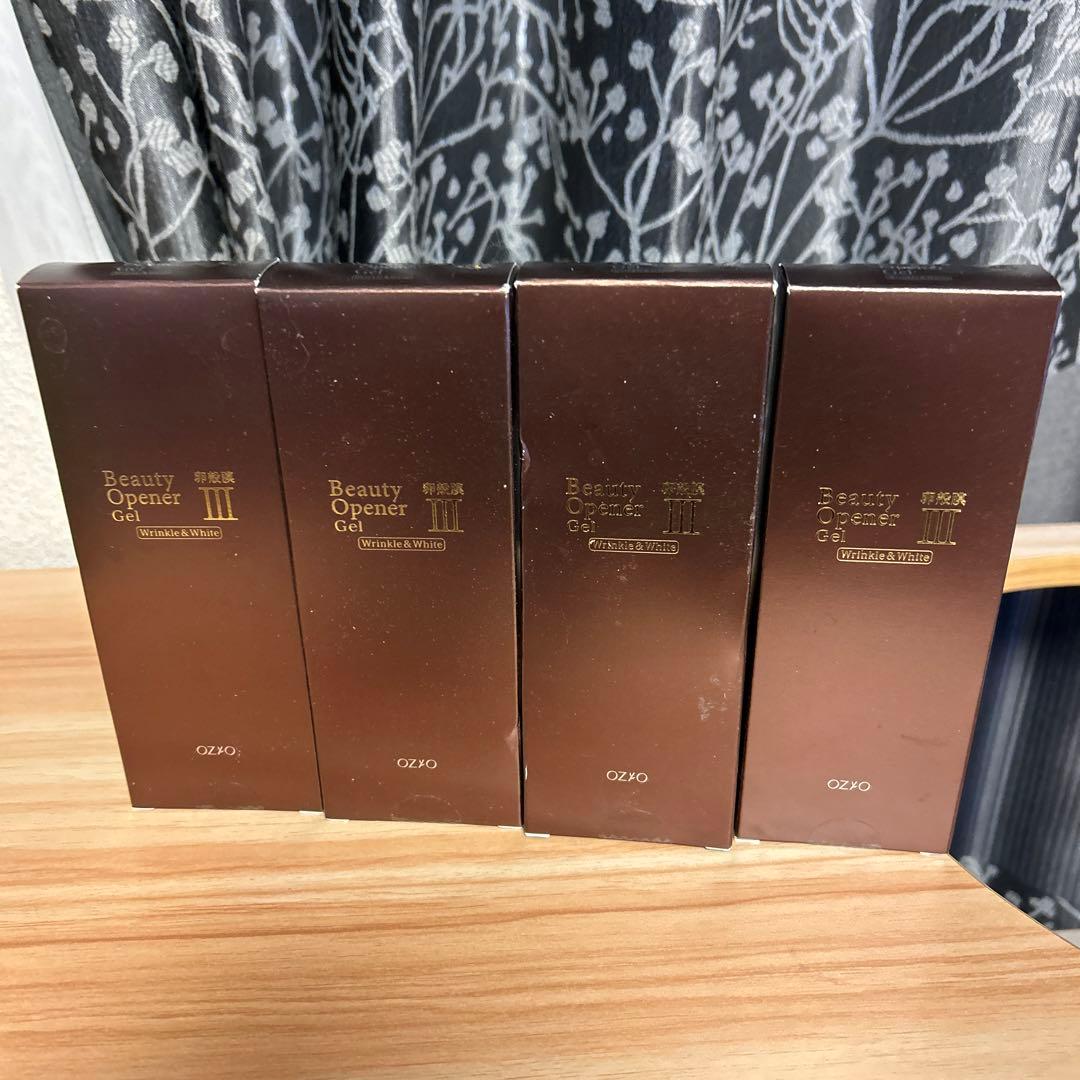 Beauty
Opener
Gel
卵殻膜
III
Wrinkle & White
OZIO
Beauty
Opener
Gel
卵殻膜
III
Wrinkle & White
OZIO
Beauty
Opener
Gel
卵殻膜
III
Wrinkle & White
OZIO
Beauty
Opener
Gel
卵殻膜
III
Wrinkle & White
OZIO